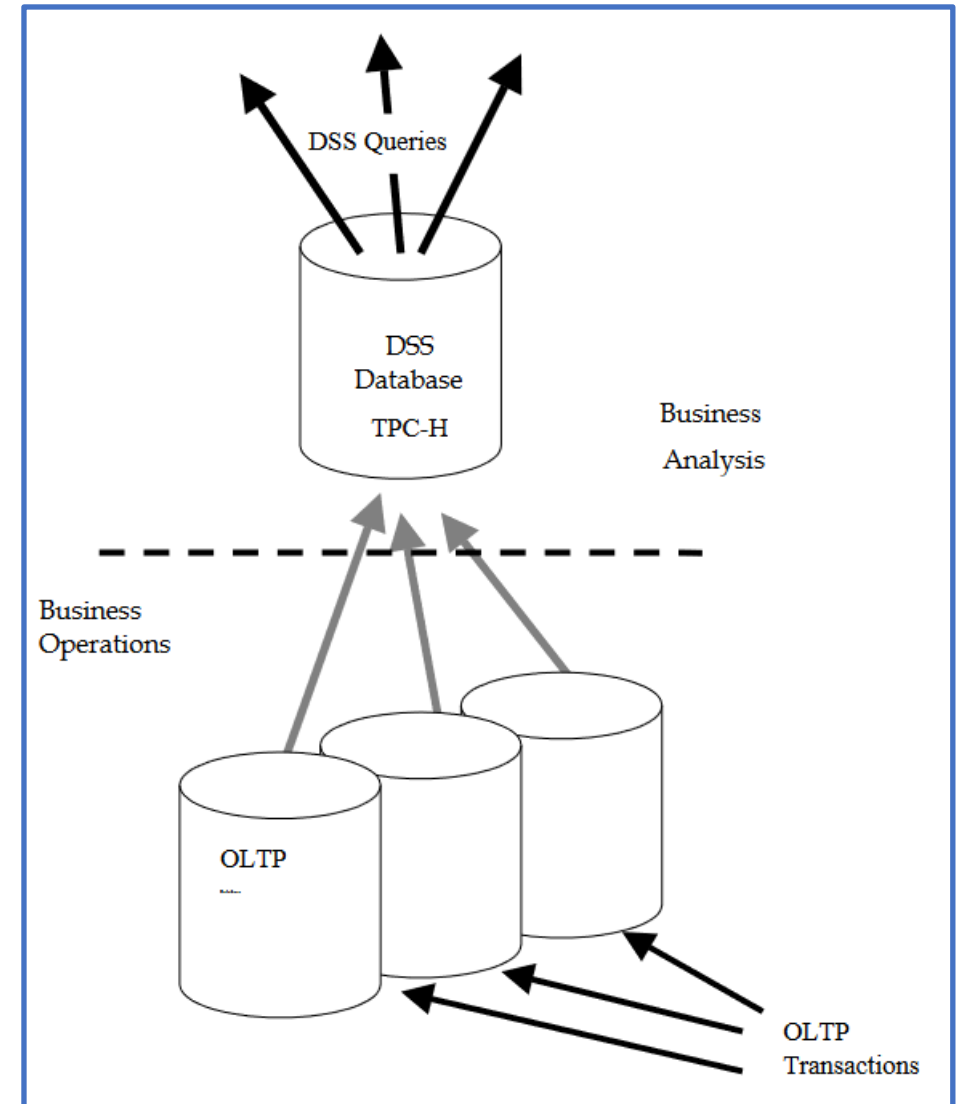 DSS Queries
DSS
Database
TPC-H
Business
Analysis
Business
Operations
OLTP
OLTP
Transactions